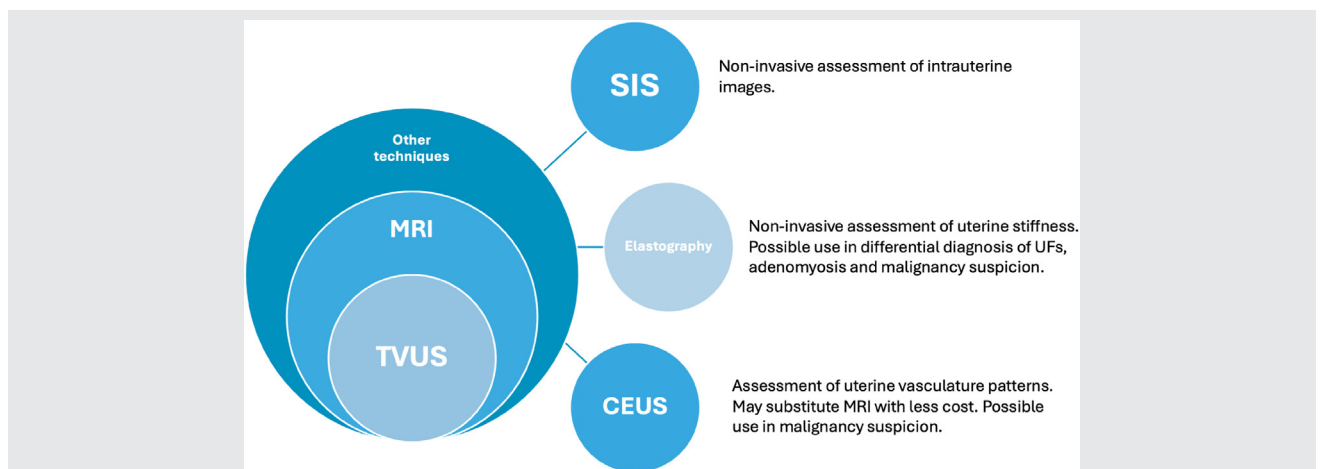 Other
techniques
MRI
TVUS
SIS
Non-invasive assessment of intrauterine
images.
Elastography
Non-invasive assessment of uterine stiffness.
Possible use in differential diagnosis of UFs,
adenomyosis and malignancy suspicion.
CEUS
Assessment of uterine vasculature patterns.
May substitute MRI with less cost. Possible
use in malignancy suspicion.